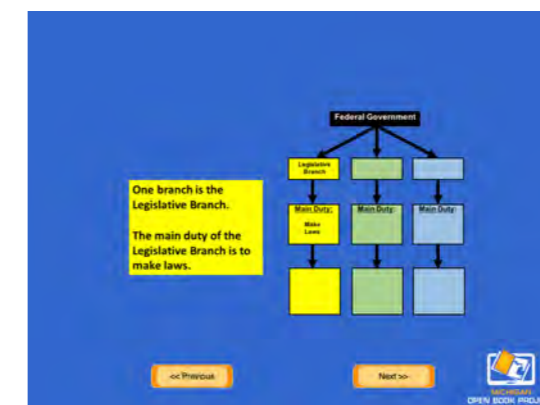 Federal Government
Legislative
Branch
One branch is the
Legislative Branch.
The main duty of the
Legislative Branch is to
make laws.
Main Duty:
Make
Laws
Main Duty:
Main Duty:
<< Previous
Next >>
MICHIGAN
OPEN BOOK PROJ